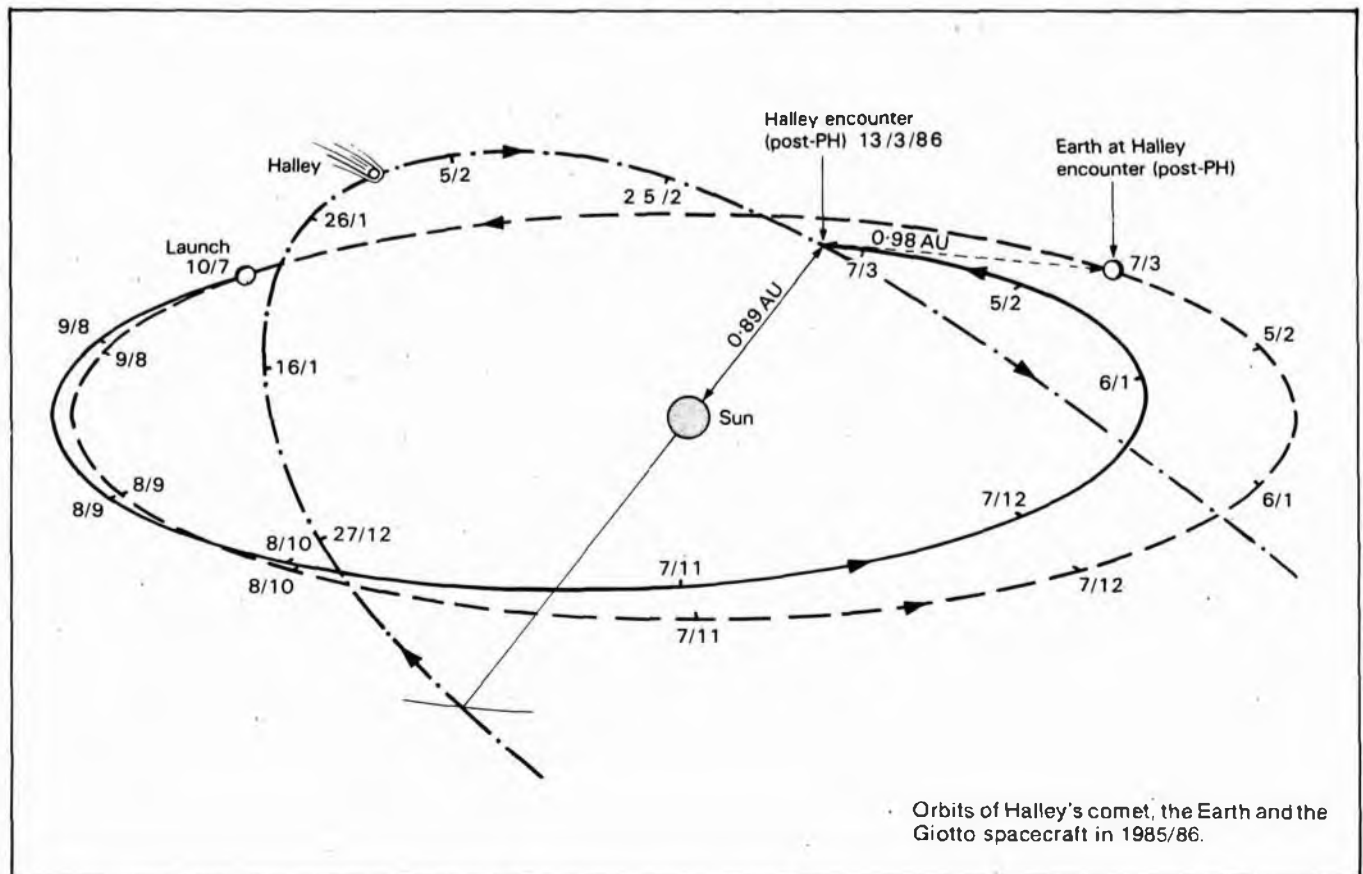 Halley encounter
(post-PH) 13/3/86
Earth at Halley
encounter (post-PH)
Halley
5/2
2 5/2
26/1
Launch
10/7
0·98 AU
7/3
7/3
5/2
5/2
9/8
9/8
0·89 AU
16/1
6/1
Sun
8/9
8/9
7/12
6/1
27/12
8/10
8/10
7/11
7/12
7/11
Orbits of Halley's comet, the Earth and the
Giotto spacecraft in 1985/86.